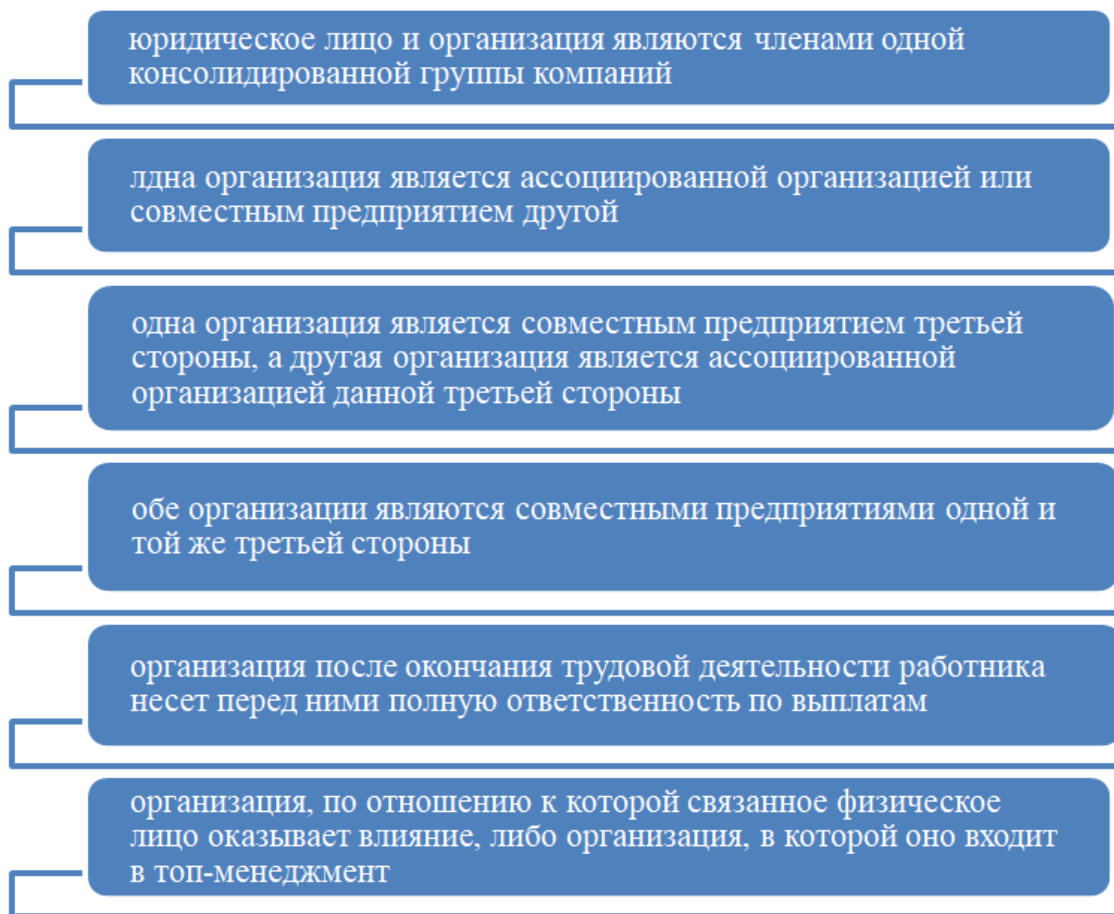 юридическое лицо и организация являются членами одной
консолидированной группы компаний
лдна организация является ассоциированной организацией или
совместным предприятием другой
одна организация является совместным предприятием третьей
стороны, а другая организация является ассоциированной
организацией данной третьей стороны
обе организации являются совместными предприятиями одной и
той же третьей стороны
организация после окончания трудовой деятельности работника
несет перед ними полную ответственность по выплатам
организация, по отношению к которой связанное физическое
лицо оказывает влияние, либо организация, в которой оно входит
в топ-менеджмент